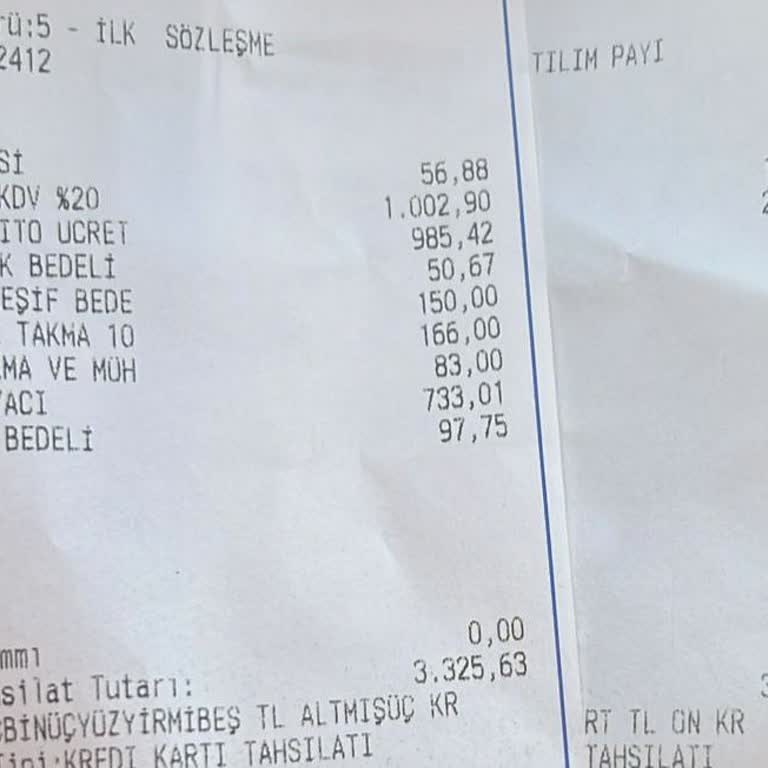 rü:5 - İLK SÖZLEŞME
2412
TILIM PAYI
Sİ 56,88
KDV %20 1.002,90
ITO UCRET 985,42
K BEDELİ 50,67
EŞİF BEDE 150,00
TAKMA 10 166,00
MA VE MÜH 83,00
ACI 733,01
BEDELİ 97,75
0,00
mmı
silat Tutarı: 3.325,63
BİNÜÇYÜZYİRMİBEŞ TL ALTMIŞÜÇ KR
RT TL ON KR
KREDI KARTI TAHSILATI
TAHSILATI